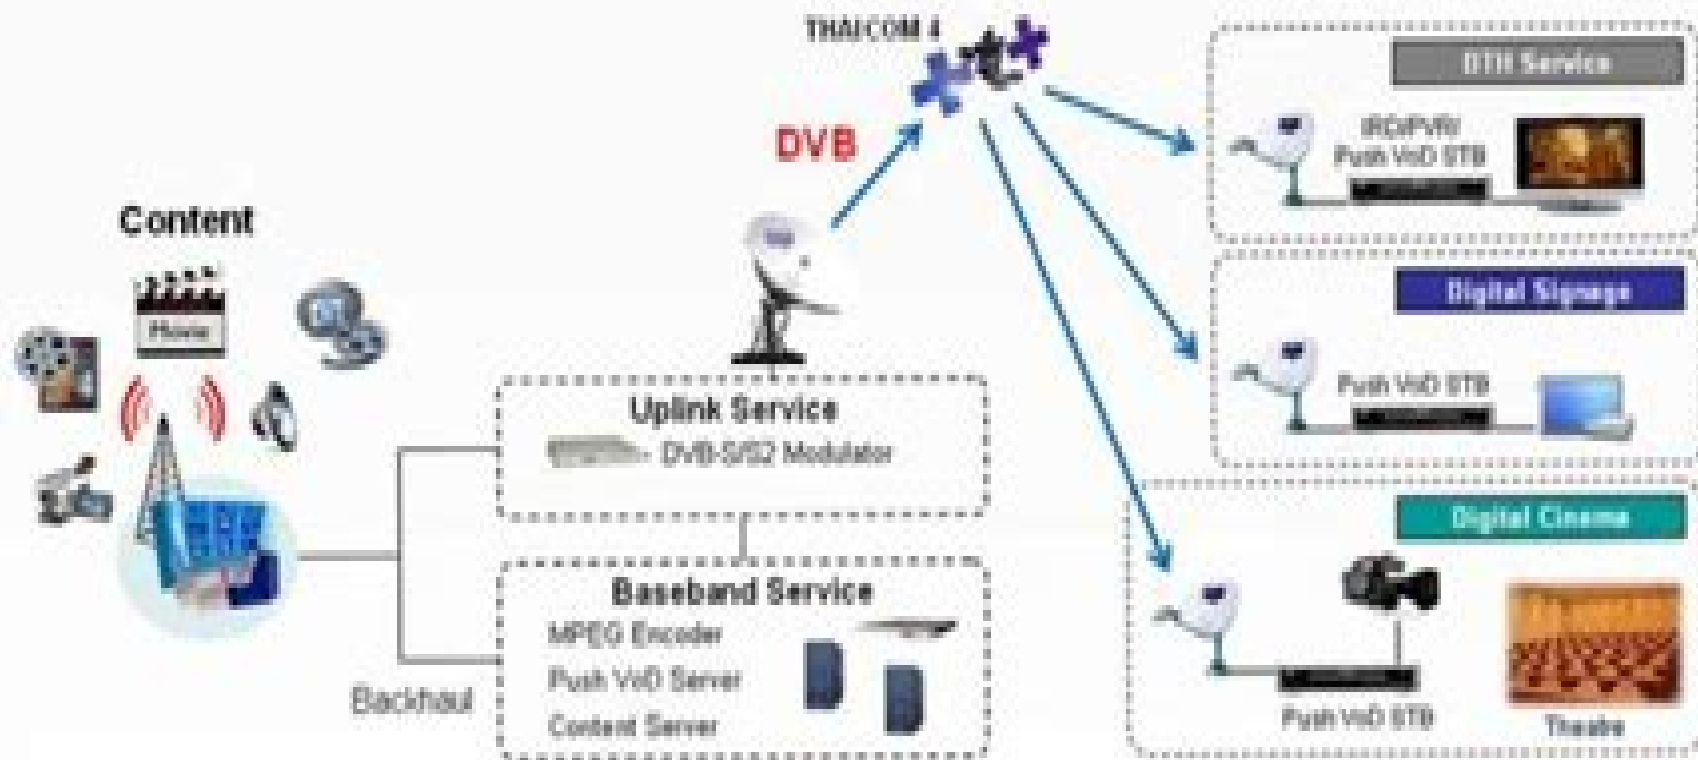 THAICOM 4
DVB
Content
Movie
Uplink Service
DVB-S/S2 Modulator
Baseband Service
MPEG Encoder
Push VoD Server
Content Server
Backhaul
DTH Service
IRD/PVR/
Push VoD STB
Digital Signage
Push VoD STB
Digital Cinema
Push VoD STB
Theatre